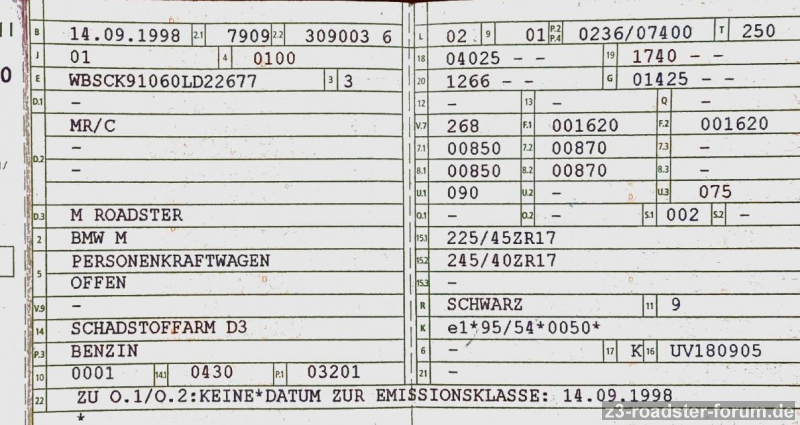 B 14.09.1998 2.1 7909 2.2 309003 6
J 01 4 0100
E WBSCK91060LD22677 3 3
D.1 -
MR/C
-
D.2 -
D.3 M ROADSTER
2 BMW M
5 PERSONENKRAFTWAGEN
OFFEN
V.9 -
14 SCHADSTOFFARM D3
P.3 BENZIN
10 0001 14.1 0430 P.1 03201
L 02 9 01 P.2 P.4 0236/07400 T 250
18 04025 - - 19 1740 - -
20 1266 - - G 01425 - -
12 - 13 - Q -
V.7 268 F.1 001620 F.2 001620
7.1 00850 7.2 00870 7.3 -
8.1 00850 8.2 00870 8.3 -
U.1 090 U.2 - U.3 075
O.1 - O.2 - S.1 002 S.2 -
15.1 225/45ZR17
15.2 245/40ZR17
15.3 -
R SCHWARZ 11 9
K e1*95/54*0050*
6 - 17 K 16 UV180905
21 -
22 ZU O.1/O.2:KEINE*DATUM ZUR EMISSIONSKLASSE: 14.09.1998
*
z3-roadster-forum.de